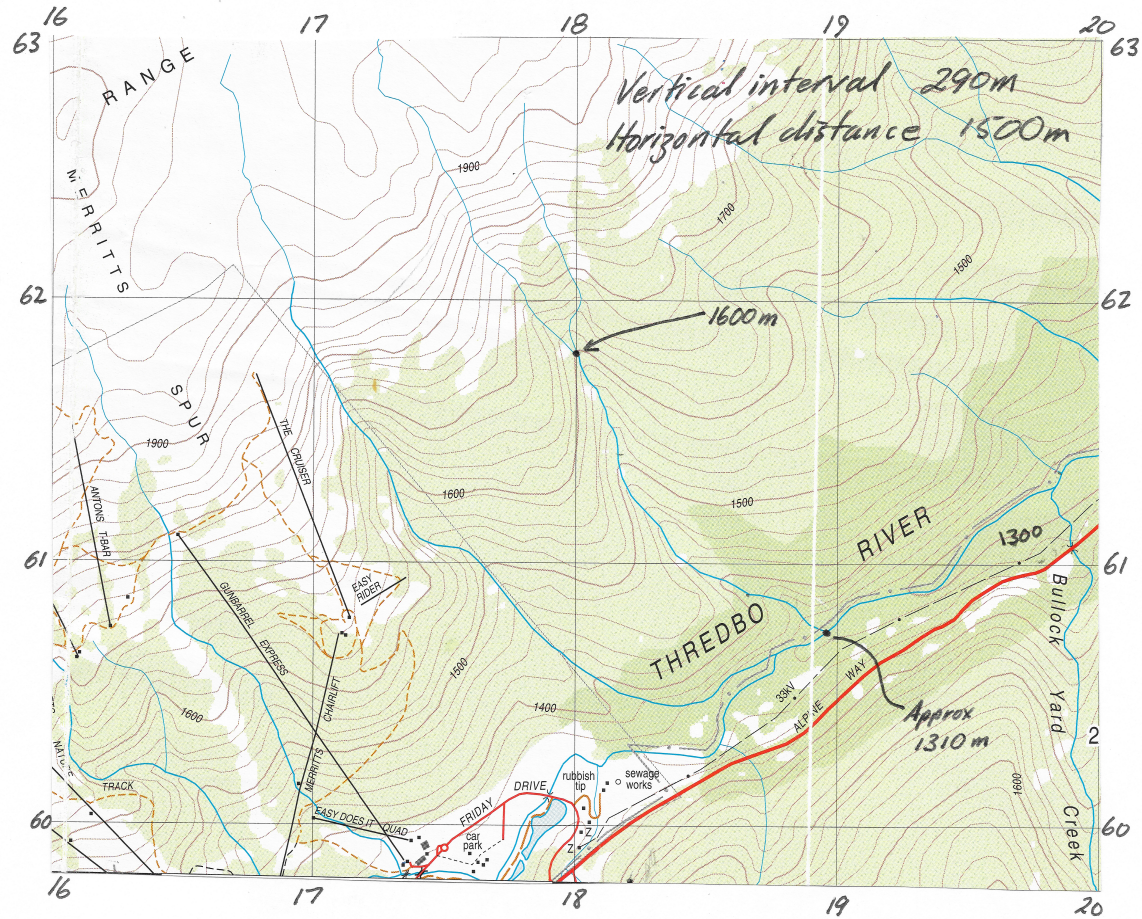 16 17 18 19 20
63 63
RANGE
Vertical interval 290m
Horizontal distance 1500m
1900
MERRITTS
1700
1500
62 62
1600m
SPUR
1900
THE CRUISER
ANTONS T-BAR
1600
1500
RIVER
1300
61 61
EASY
RIDER
Bullock
GUNBARREL EXPRESS
THREDBO
1500
33kV
ALPINE WAY
Approx
1310m
CHAIRLIFT
1400
1600
Yard
2
MERRITTS
TRACK
rubbish
tip
sewage
works
1600
DRIVE
FRIDAY
EASY DOES IT QUAD
car
park
Z
Z
Creek
60 60
16 17 18 19 20